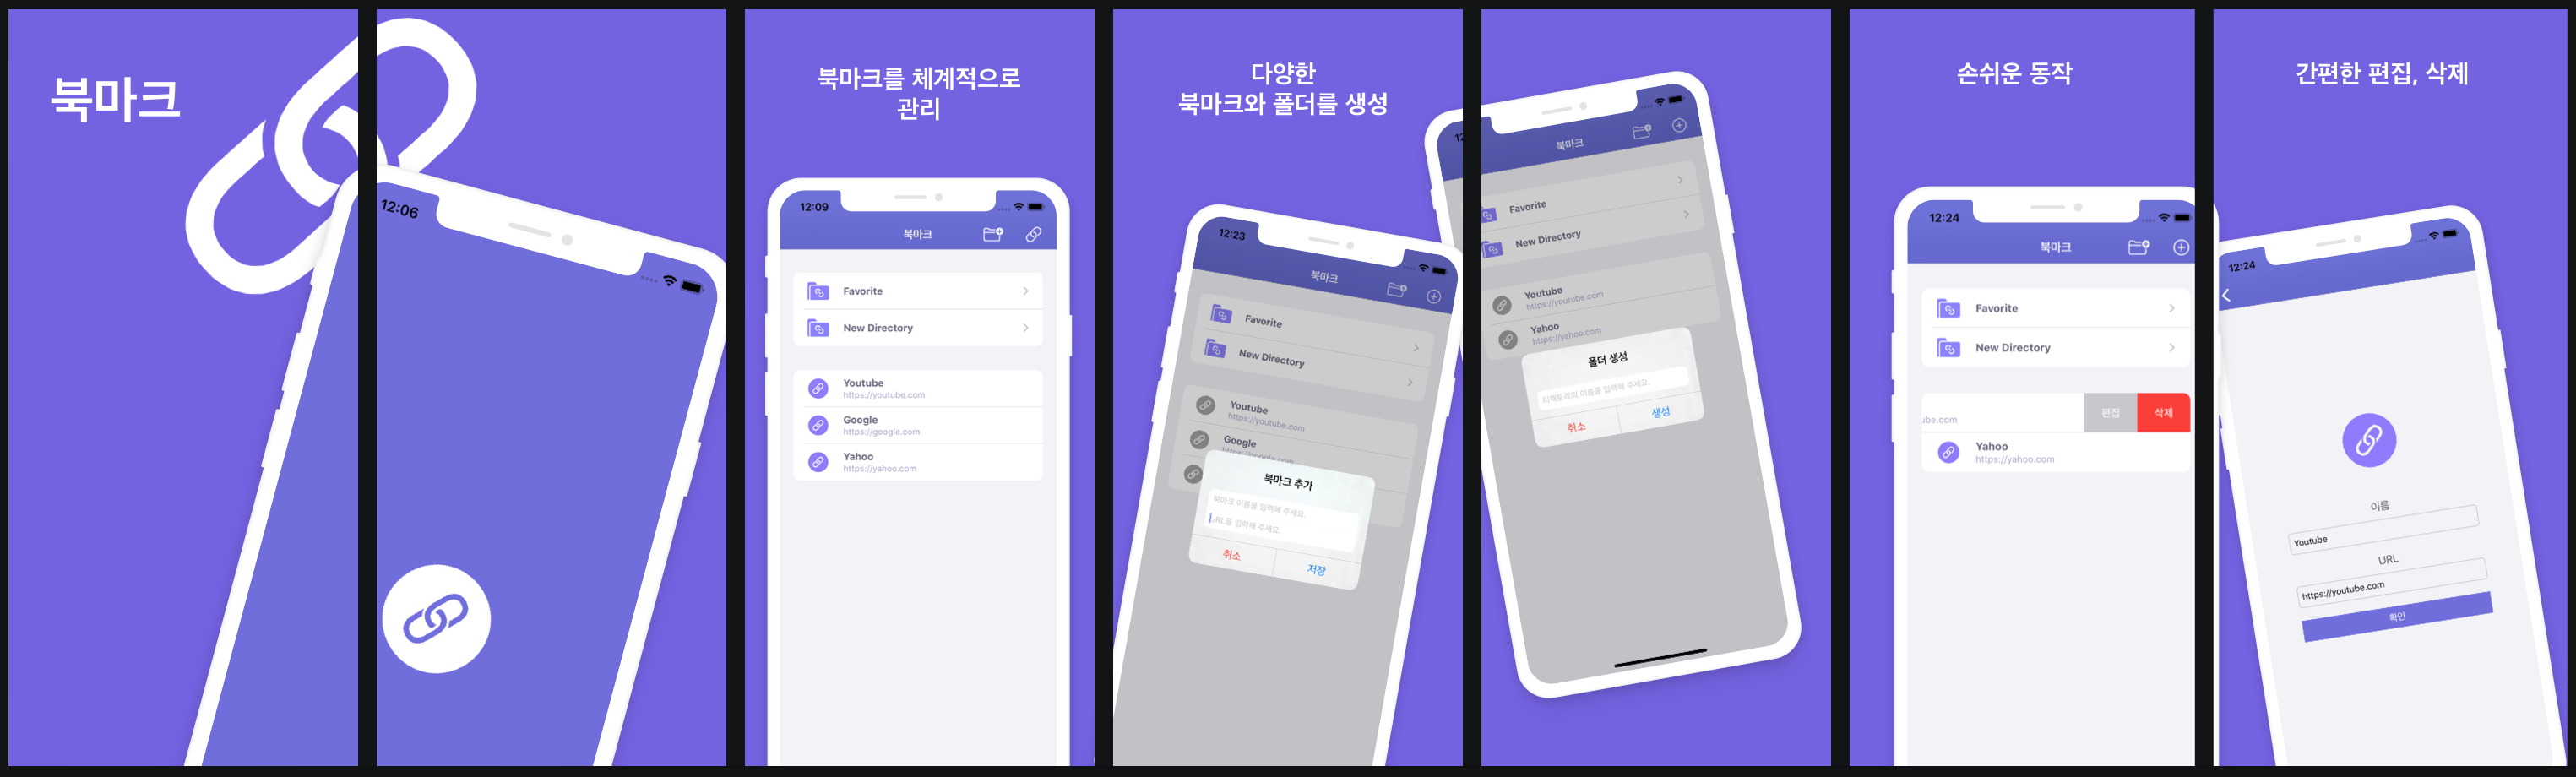 북마크
12:06
북마크를 체계적으로
관리
12:09
북마크
Favorite
New Directory
Youtube
https://youtube.com
Google
https://google.com
Yahoo
https://yahoo.com
다양한
북마크와 폴더를 생성
12:23
북마크
Favorite
New Directory
Youtube
https://youtube.com
Google
https://google.com
북마크 추가
북마크 이름을 입력해 주세요.
URL을 입력해 주세요.
취소
저장
12
북마크
Favorite
New Directory
Youtube
https://youtube.com
Yahoo
https://yahoo.com
폴더 생성
디렉토리의 이름을 입력해 주세요.
취소
생성
손쉬운 동작
12:24
북마크
Favorite
New Directory
ube.com
편집
삭제
Yahoo
https://yahoo.com
간편한 편집, 삭제
12:24
이름
Youtube
URL
https://youtube.com
확인